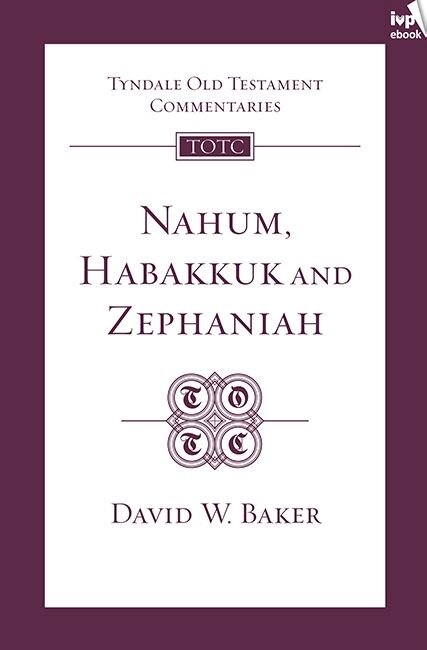 ivp
ebook
Tyndale Old Testament
Commentaries
TOTC
Nahum,
Habakkuk and
Zephaniah
T O
T C
David W. Baker